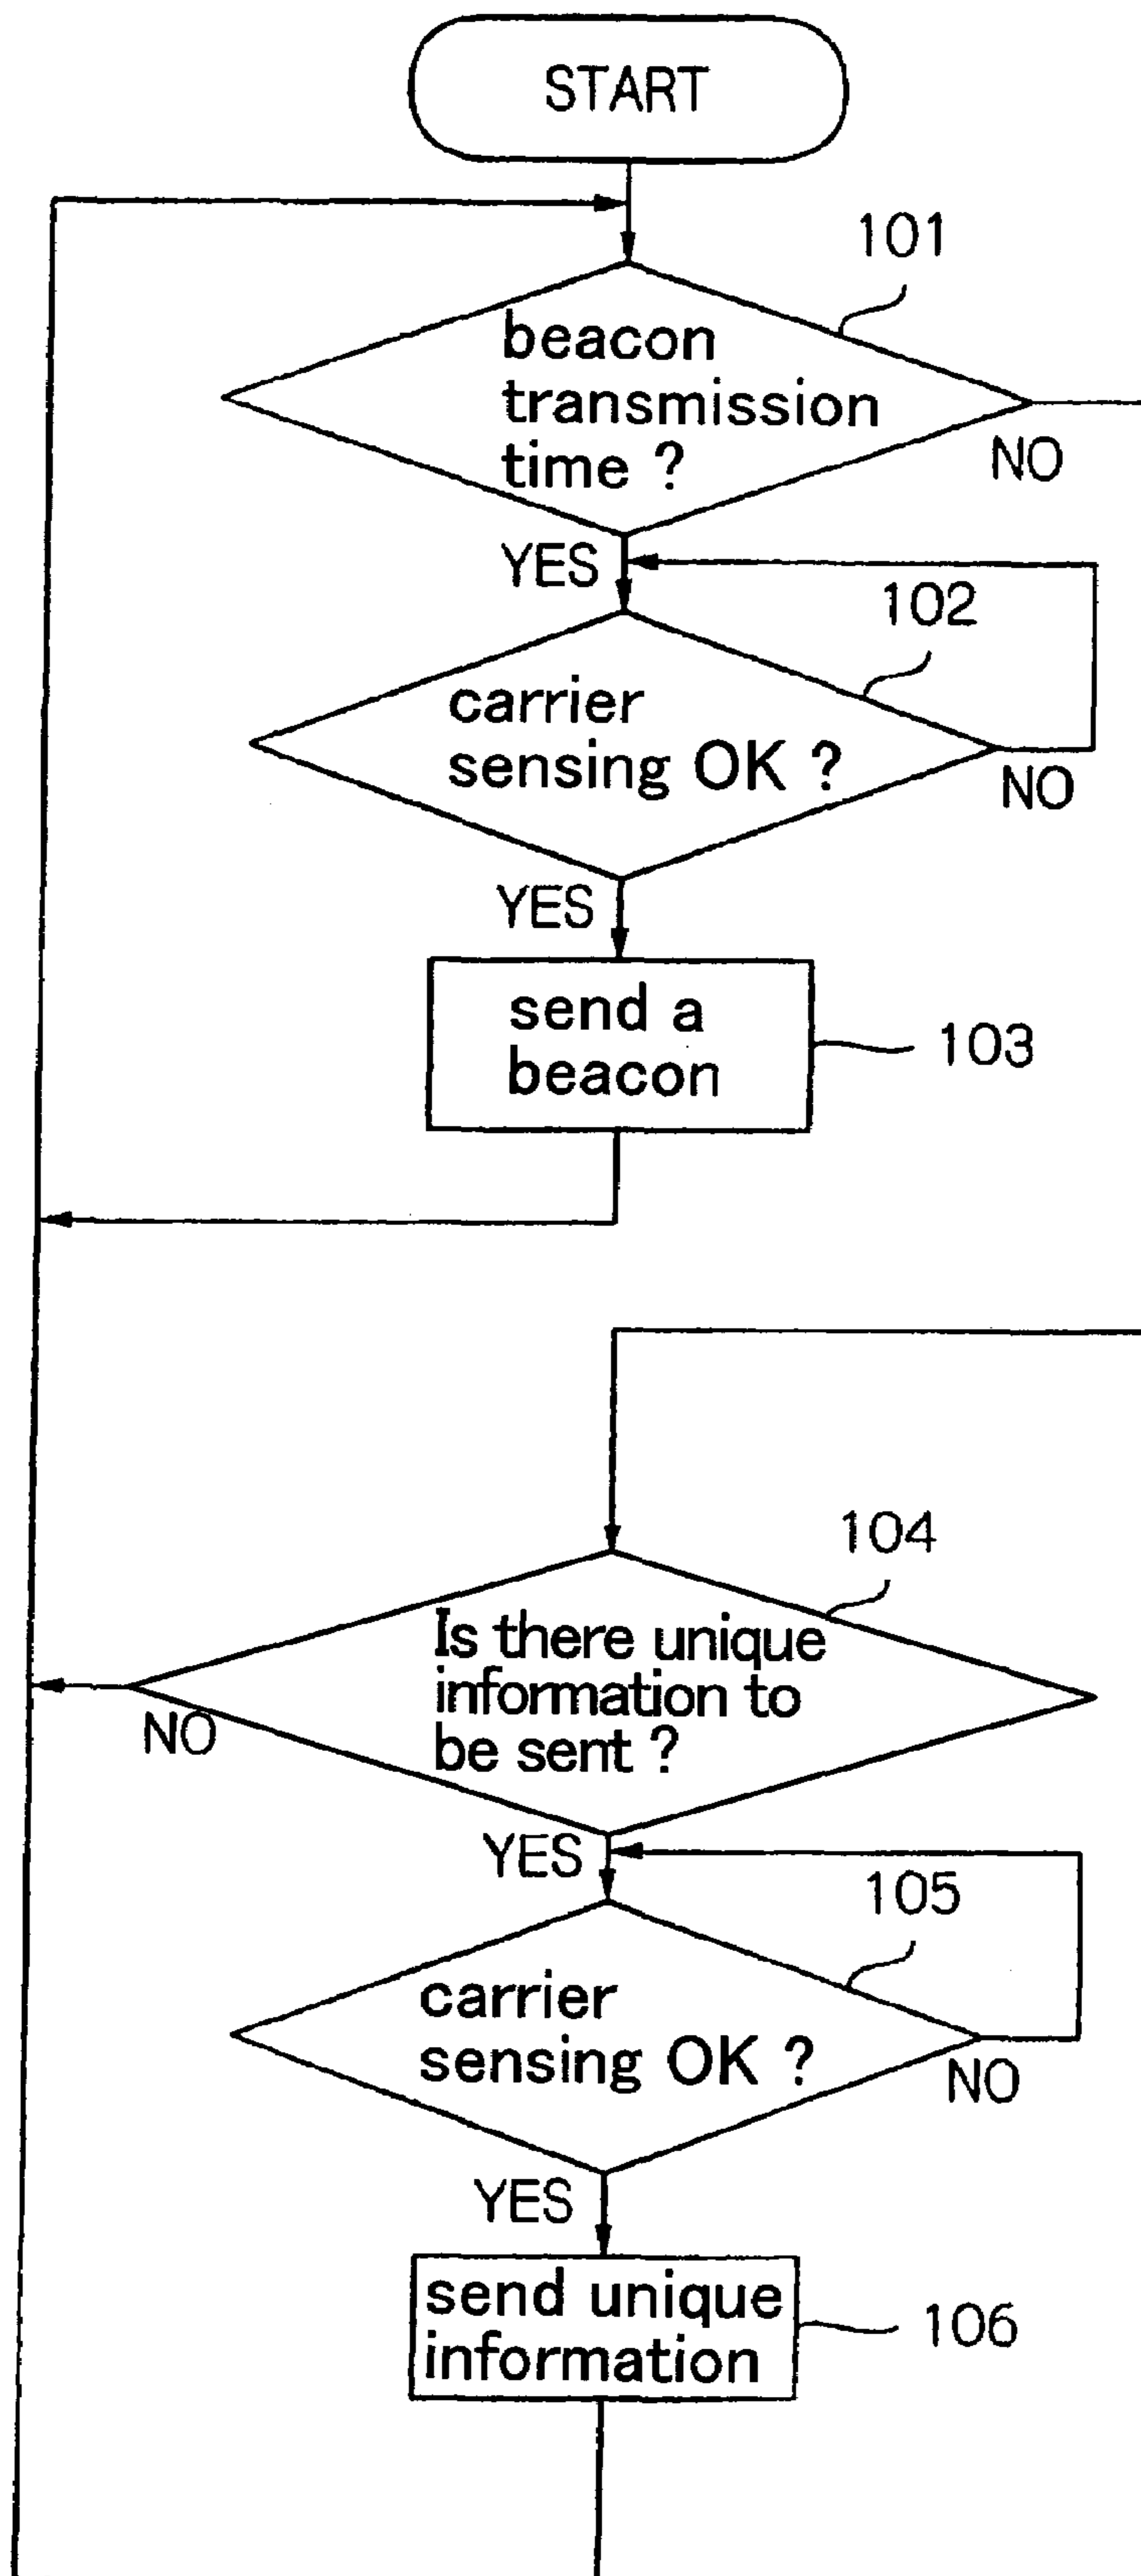 START
101
beacon
transmission
time ?
NO
YES
102
carrier
sensing OK ?
NO
YES
send a
beacon
103
104
Is there unique
information to
be sent ?
NO
YES
105
carrier
sensing OK ?
NO
YES
send unique
information
106